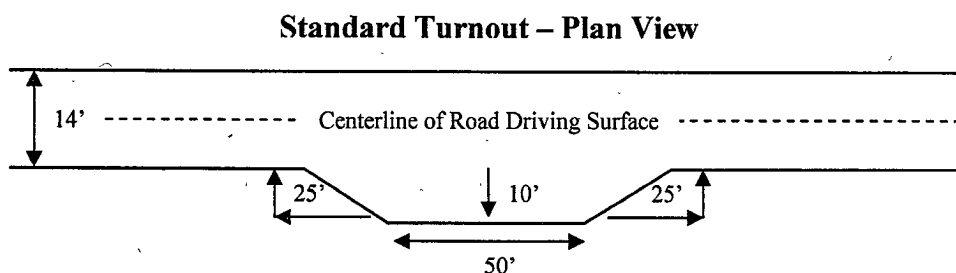 Standard Turnout – Plan View
14’
Centerline of Road Driving Surface
25’
10’
25’
50’